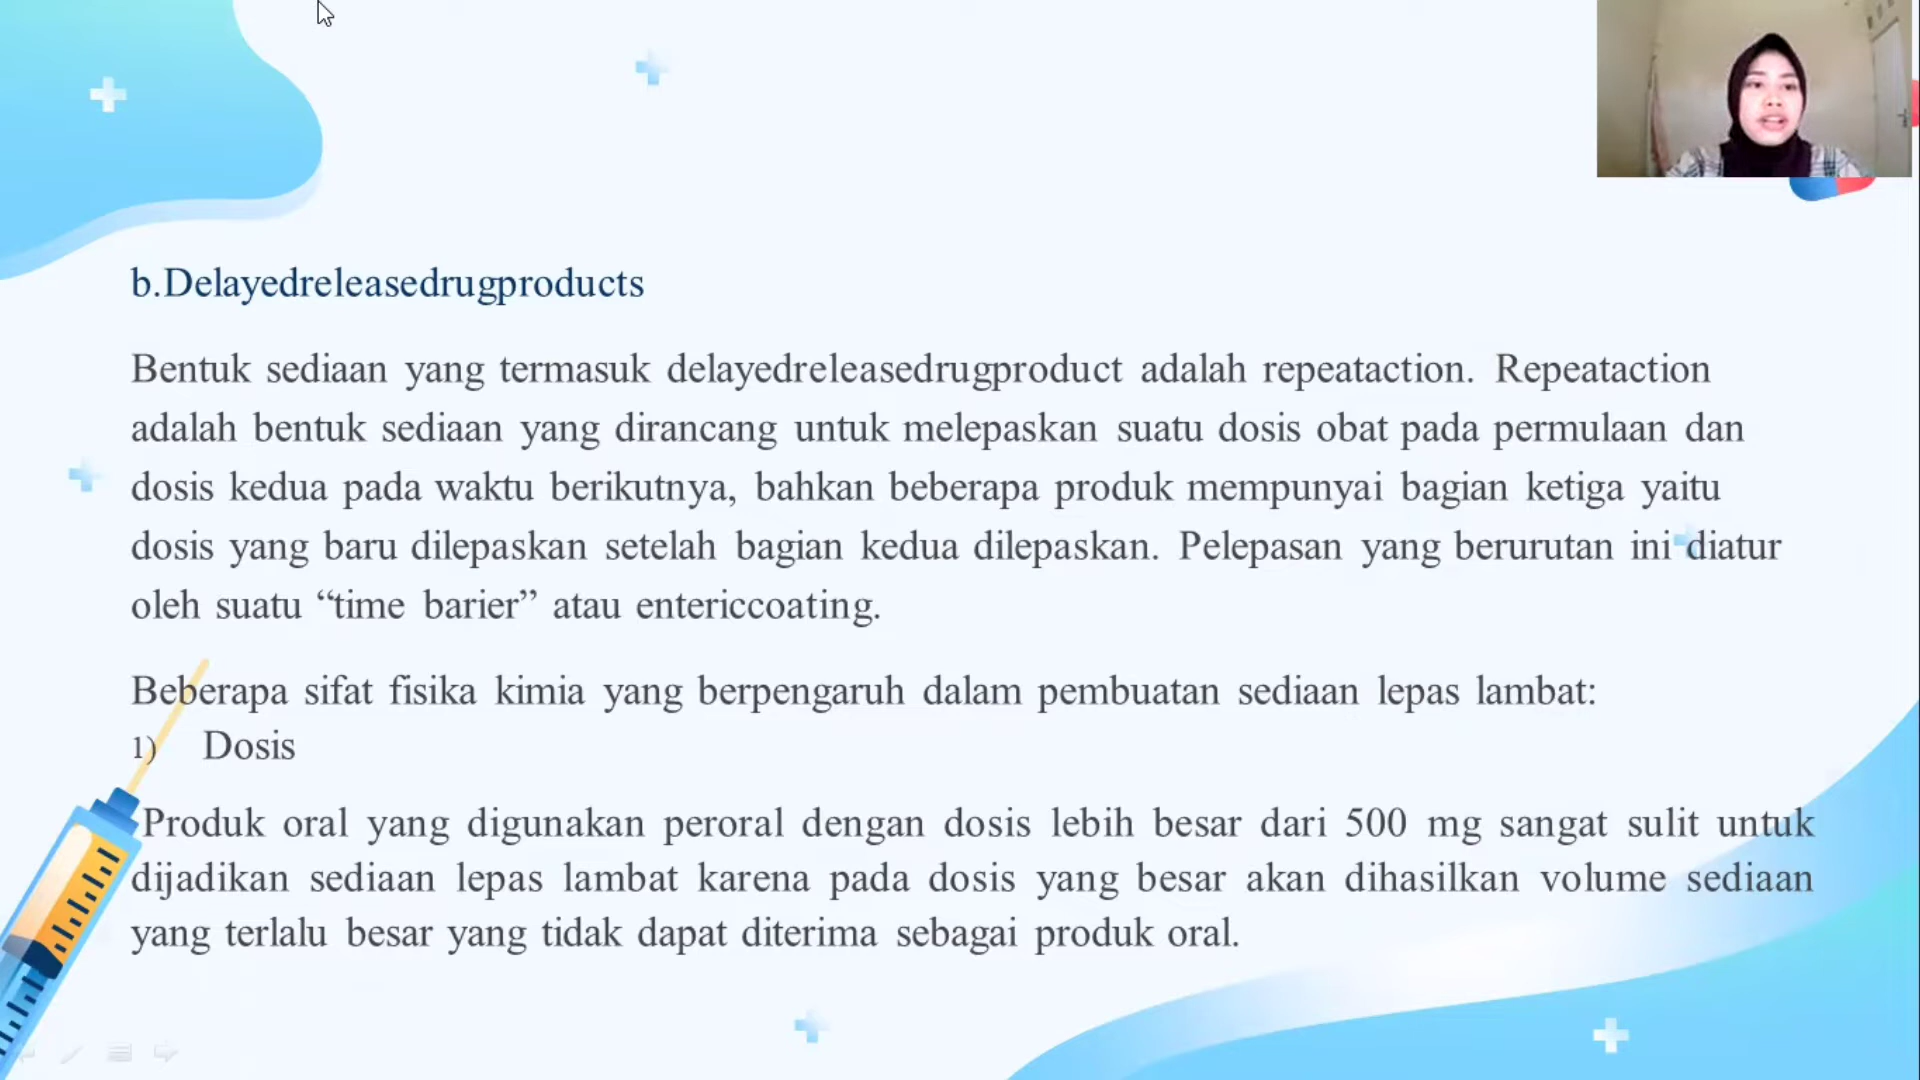 b.Delayedreleasedrugproducts
Bentuk sediaan yang termasuk delayedreleasedrugproduct adalah repeataction. Repeataction
adalah bentuk sediaan yang dirancang untuk melepaskan suatu dosis obat pada permulaan dan
dosis kedua pada waktu berikutnya, bahkan beberapa produk mempunyai bagian ketiga yaitu
dosis yang baru dilepaskan setelah bagian kedua dilepaskan. Pelepasan yang berurutan ini diatur
oleh suatu “time barier” atau entericcoating.
Beberapa sifat fisika kimia yang berpengaruh dalam pembuatan sediaan lepas lambat:
1) Dosis
Produk oral yang digunakan peroral dengan dosis lebih besar dari 500 mg sangat sulit untuk
dijadikan sediaan lepas lambat karena pada dosis yang besar akan dihasilkan volume sediaan
yang terlalu besar yang tidak dapat diterima sebagai produk oral.